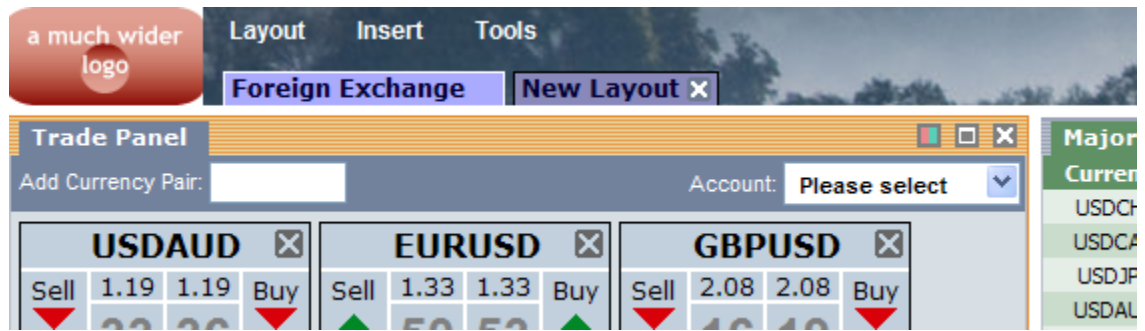 a much wider
logo
Layout Insert Tools
Foreign Exchange New Layout
Trade Panel
Add Currency Pair: Account: Please select
USDAUD EURUSD GBPUSD
Sell 1.19 1.19 Buy Sell 1.33 1.33 Buy Sell 2.08 2.08 Buy
Major